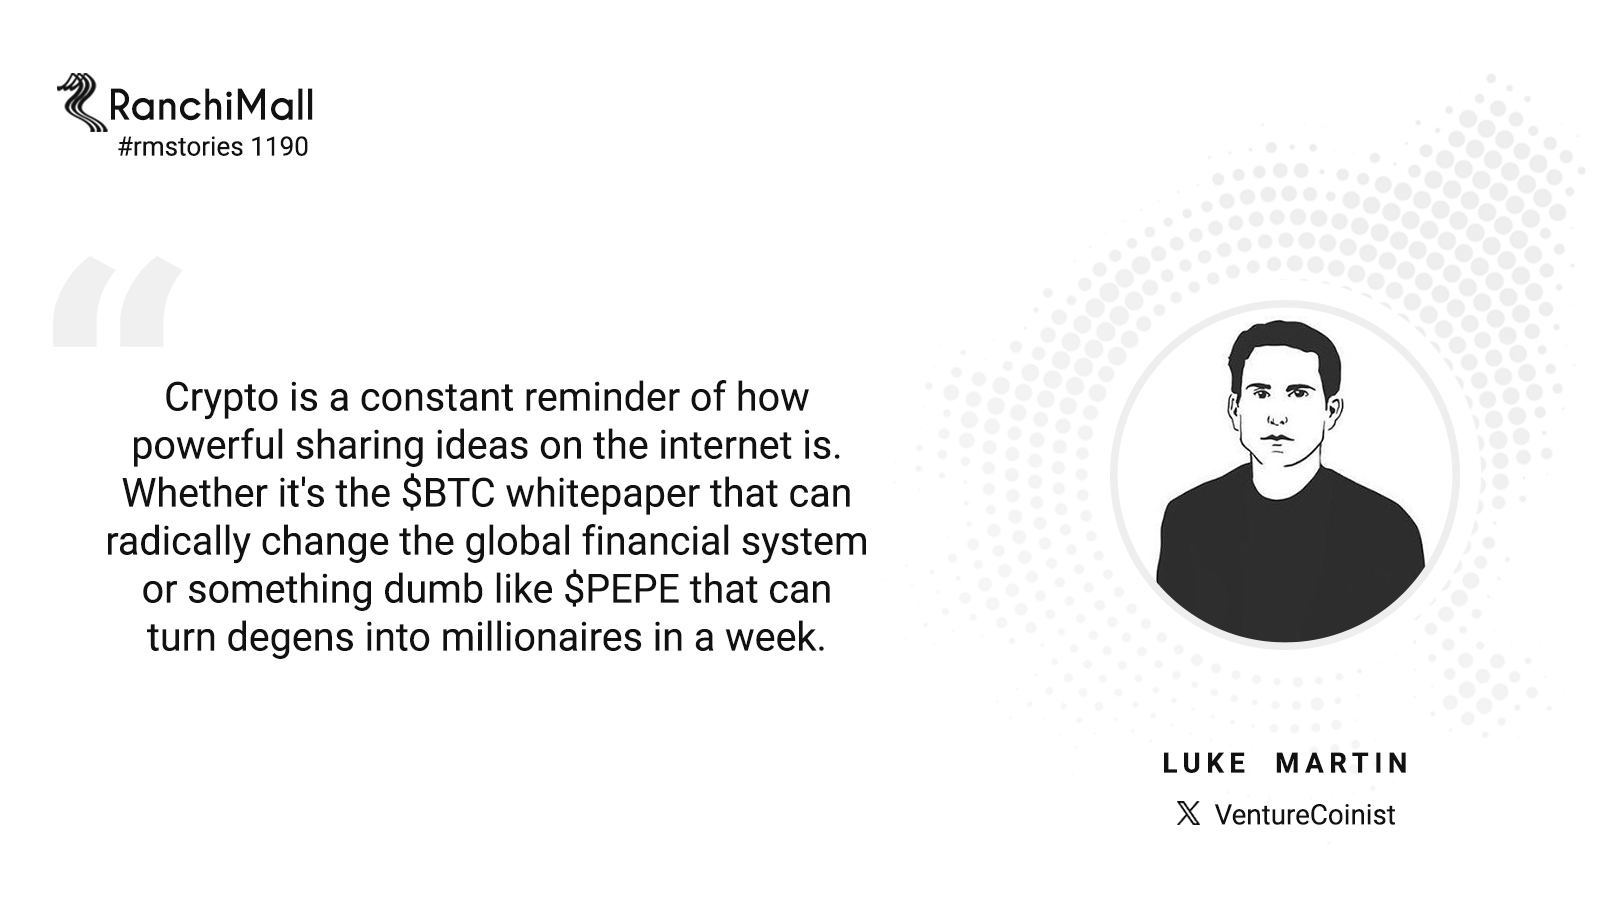 RanchiMall
#rmstories 1190
Crypto is a constant reminder of how
powerful sharing ideas on the internet is.
Whether it's the $BTC whitepaper that can
radically change the global financial system
or something dumb like $PEPE that can
turn degens into millionaires in a week.
LUKE MARTIN
𝕏 VentureCoinist